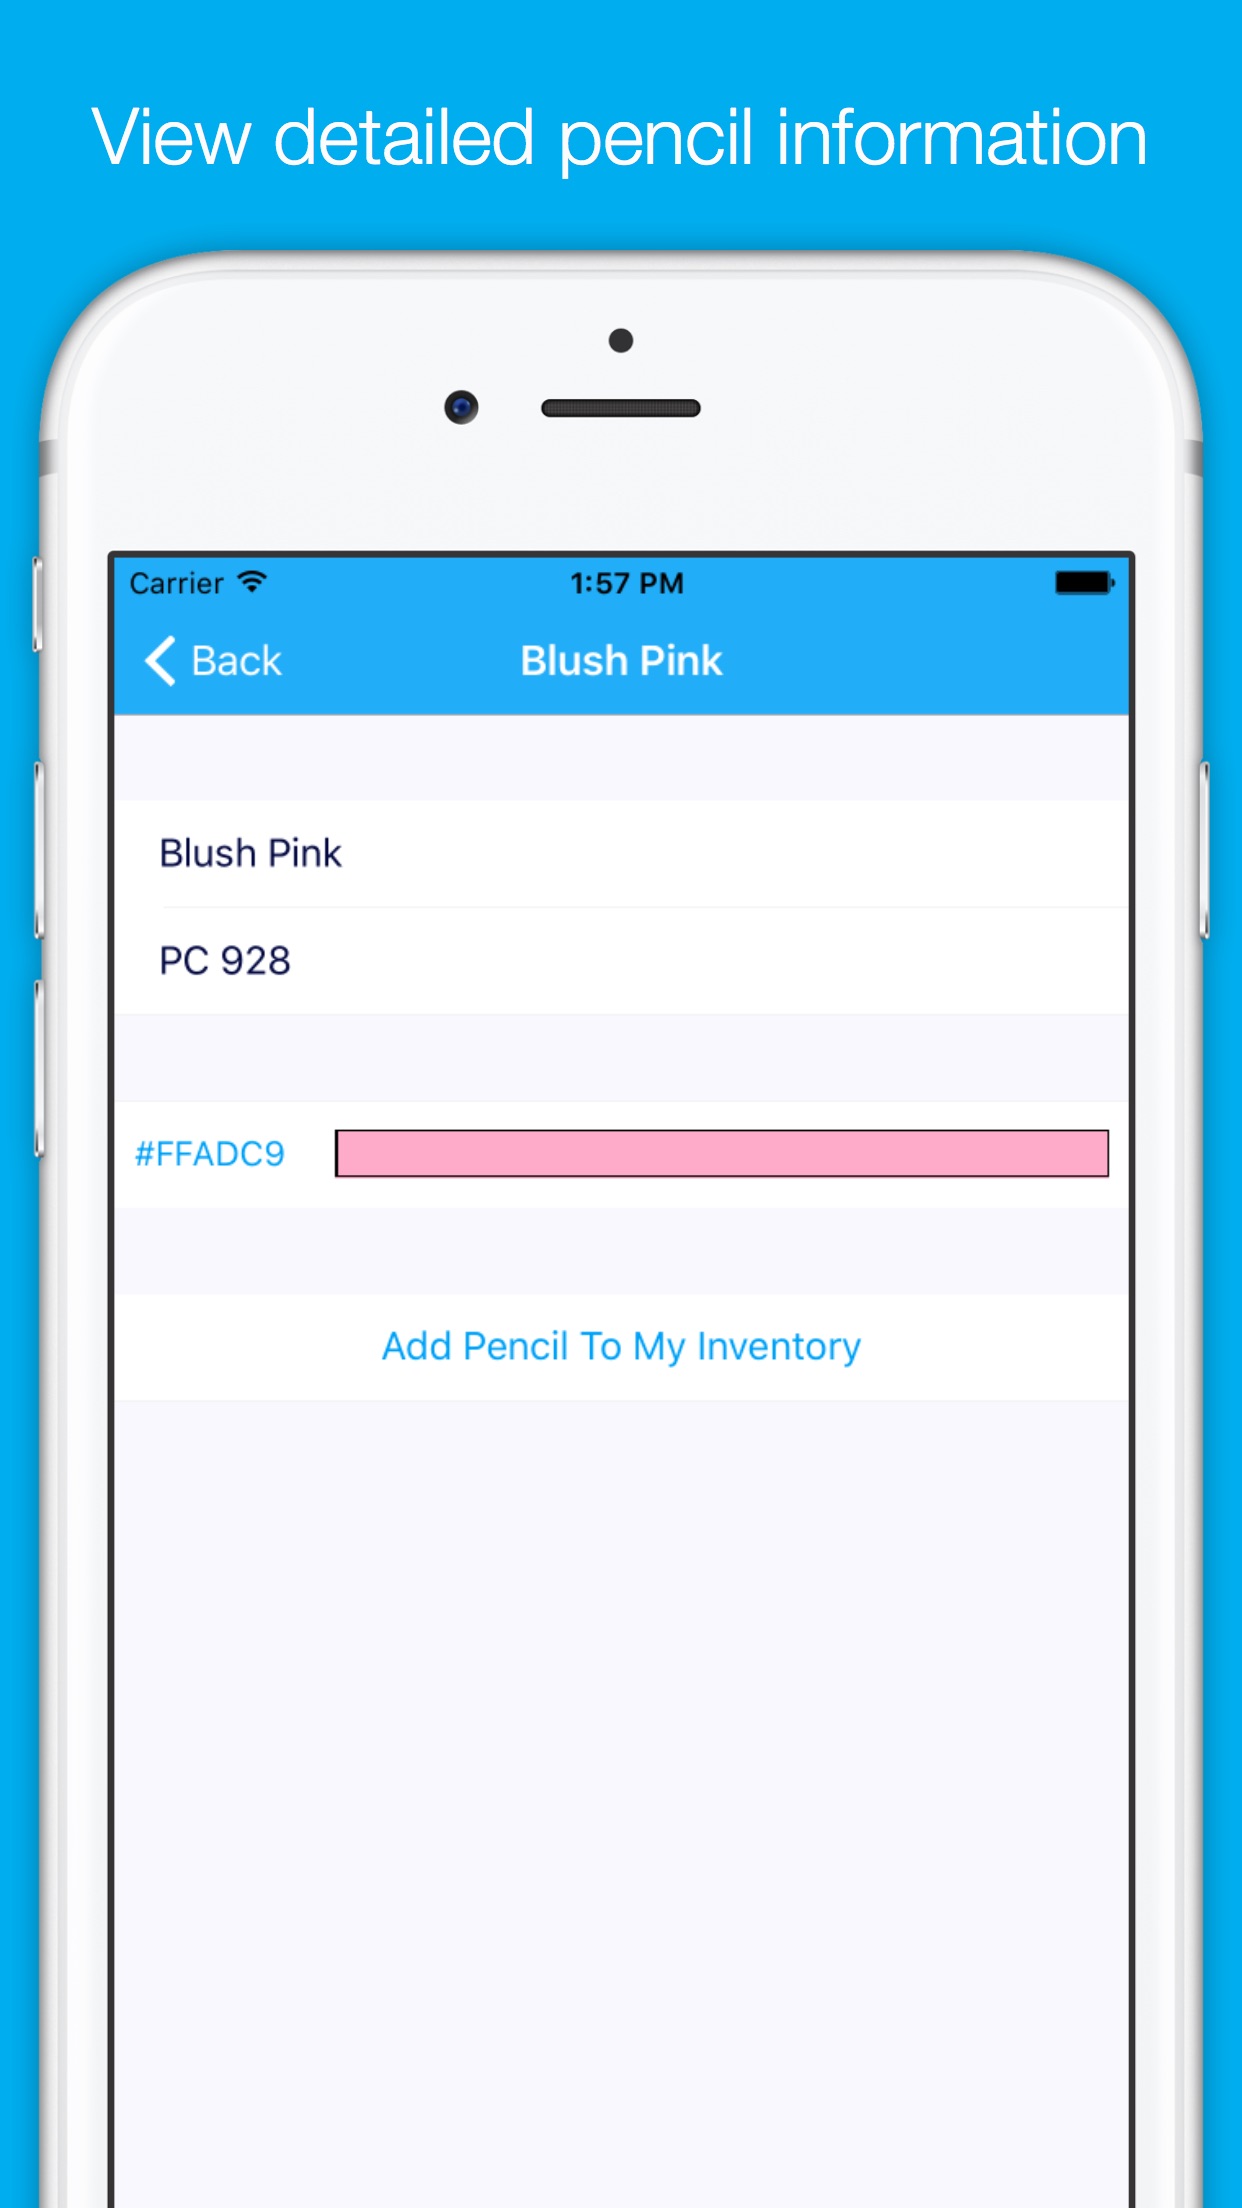 View detailed pencil information
Carrier 1:57 PM
Back Blush Pink
Blush Pink
PC 928
#FFADC9
Add Pencil To My Inventory